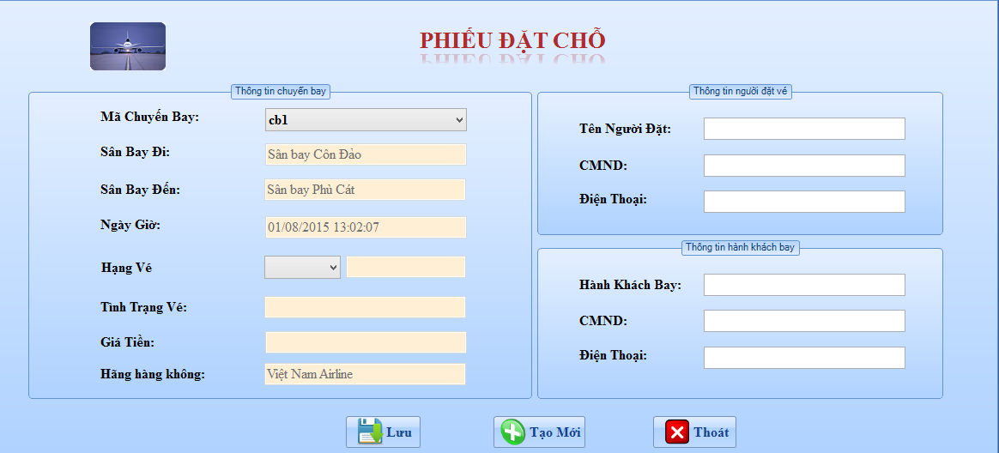 PHIẾU ĐẶT CHỖ
Thông tin chuyến bay
Mã Chuyến Bay:
cb1
Sân Bay Đi:
Sân bay Côn Đảo
Sân Bay Đến:
Sân bay Phù Cát
Ngày Giờ:
01/08/2015 13:02:07
Hạng Vé
Tình Trạng Vé:
Giá Tiền:
Hãng hàng không:
Việt Nam Airline
Thông tin người đặt vé
Tên Người Đặt:
CMND:
Điện Thoại:
Thông tin hành khách bay
Hành Khách Bay:
CMND:
Điện Thoại:
Lưu
Tạo Mới
Thoát